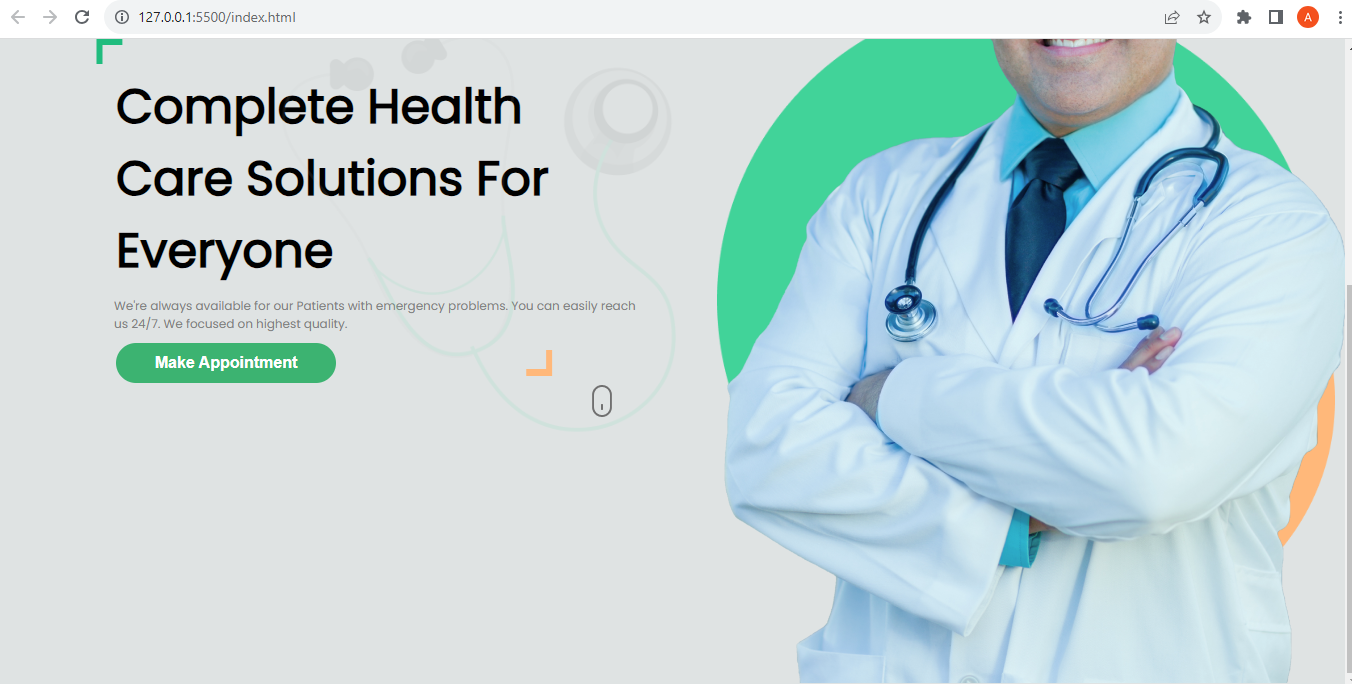 127.0.0.1:5500/index.html
A
Complete Health
Care Solutions For
Everyone
We're always available for our Patients with emergency problems. You can easily reach
us 24/7. We focused on highest quality.
Make Appointment